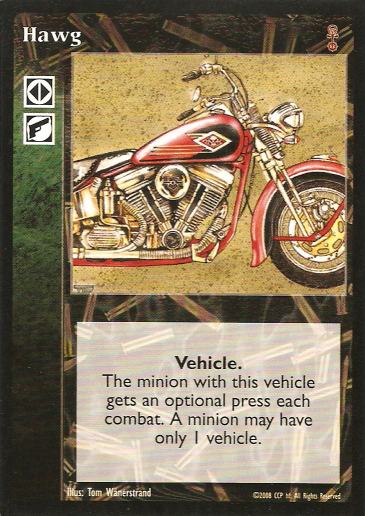 Hawg
Vehicle.
The minion with this vehicle
gets an optional press each
combat. A minion may have
only 1 vehicle.
Illus: Tom Wänerstrand
©2008 CCP hf. All Rights Reserved